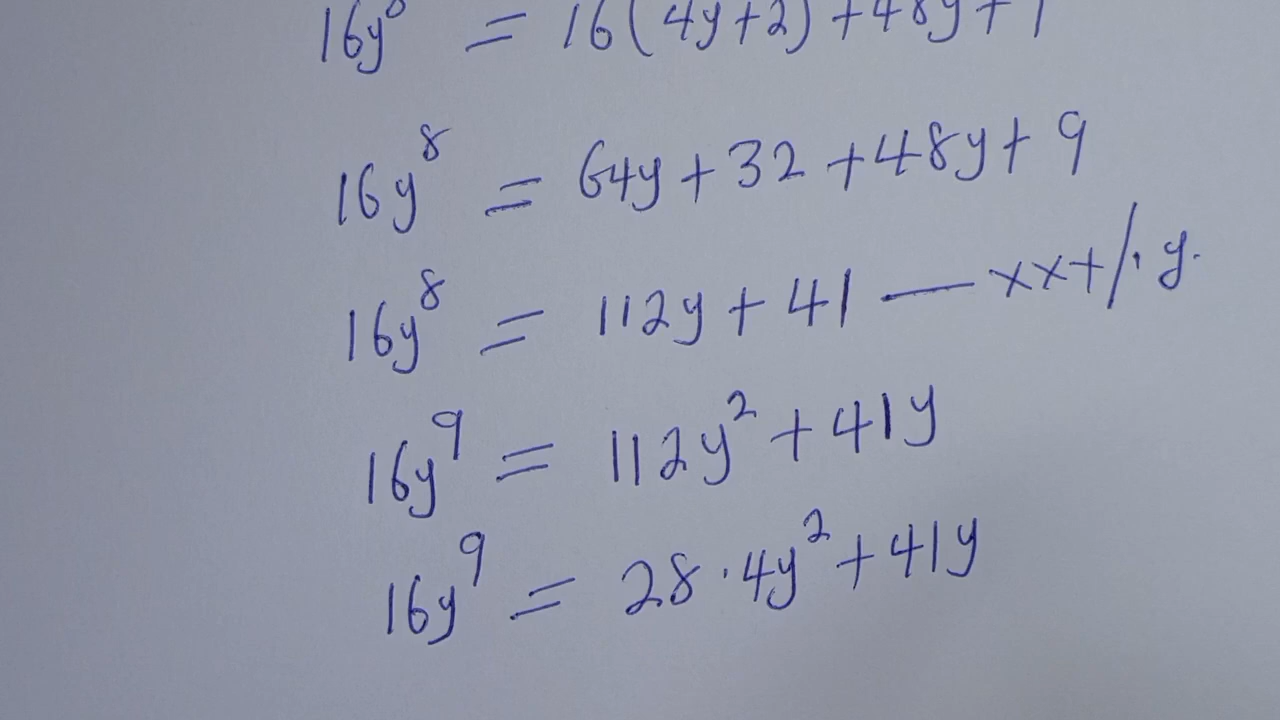 16y⁸ = 16(4y+2)+48y+
16y⁸ = 64y + 32 + 48y + 9
16y⁸ = 112y + 41 — xx+/· y.
16y⁹ = 112y² + 41y
16y⁹ = 28·4y² + 41y